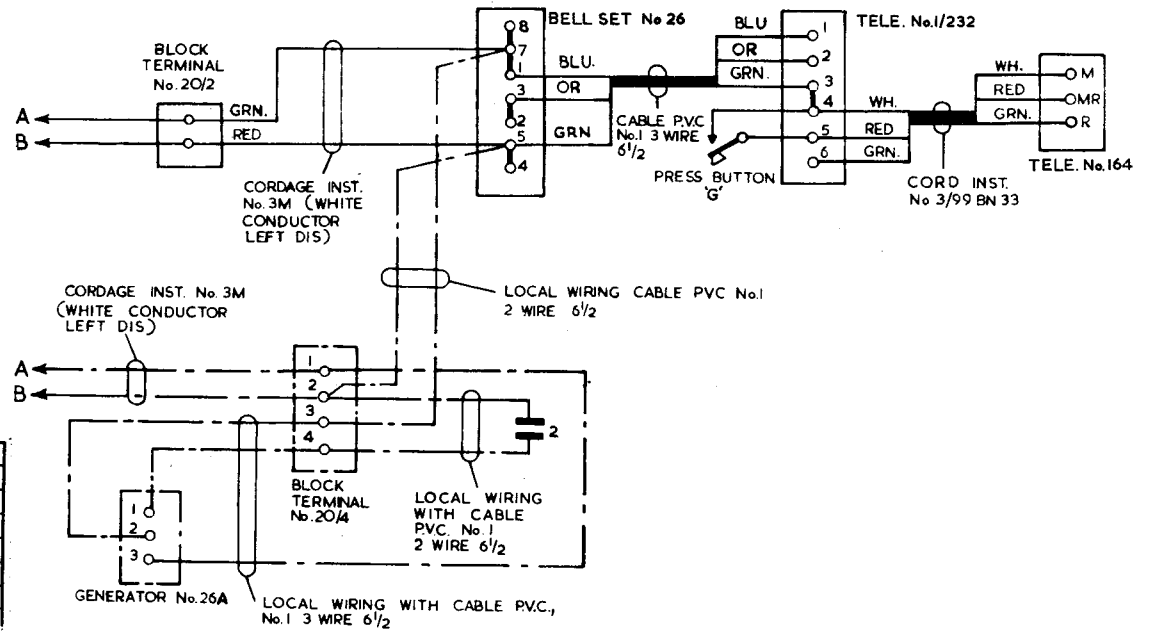 BELL SET No 26
TELE. No.1/232
BLOCK
TERMINAL
No.20/2
A
B
GRN.
RED
8
7
1
3
2
5
4
BLU.
OR
GRN
CABLE P.V.C
No.1 3 WIRE
6½
BLU
OR
GRN.
1
2
3
4
5
6
PRESS BUTTON
'G'
WH.
RED
GRN.
CORD INST.
No 3/99 BN 33
WH.
RED
GRN.
M
MR
R
TELE. No.164
CORDAGE INST.
No.3M (WHITE
CONDUCTOR
LEFT DIS)
LOCAL WIRING CABLE PVC No.1
2 WIRE 6½
CORDAGE INST. No. 3M
(WHITE CONDUCTOR
LEFT DIS)
A
B
1
2
3
4
2
BLOCK
TERMINAL
No.20/4
LOCAL WIRING
WITH CABLE
P.V.C. No.1
2 WIRE 6½
1
2
3
GENERATOR No.26A
LOCAL WIRING WITH CABLE P.V.C.,
No.1 3 WIRE 6½